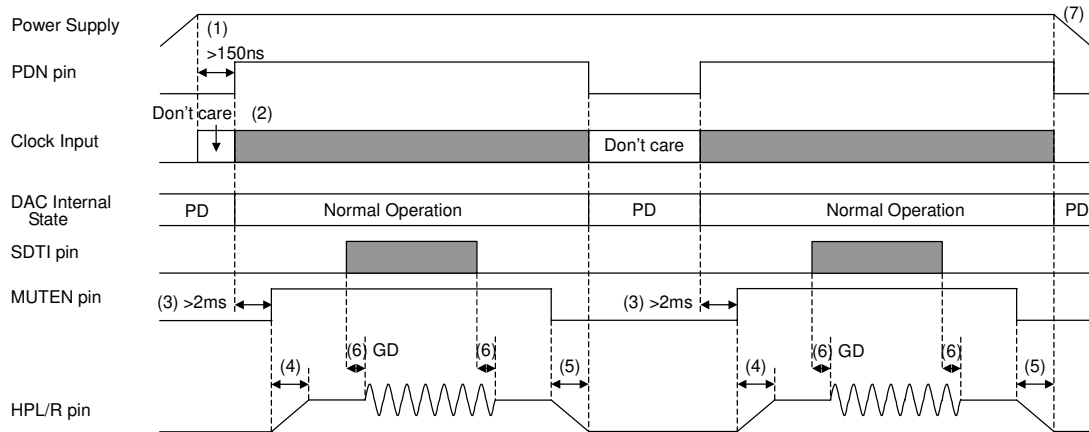 Power Supply (1) (7)
>150ns
PDN pin
Don't care (2)
Clock Input Don't care
DAC Internal
State
PD Normal Operation PD Normal Operation PD
SDTI pin
MUTEN pin (3) >2ms (3) >2ms
(4) (6) GD (6) (5) (4) (6) GD (6) (5)
HPL/R pin